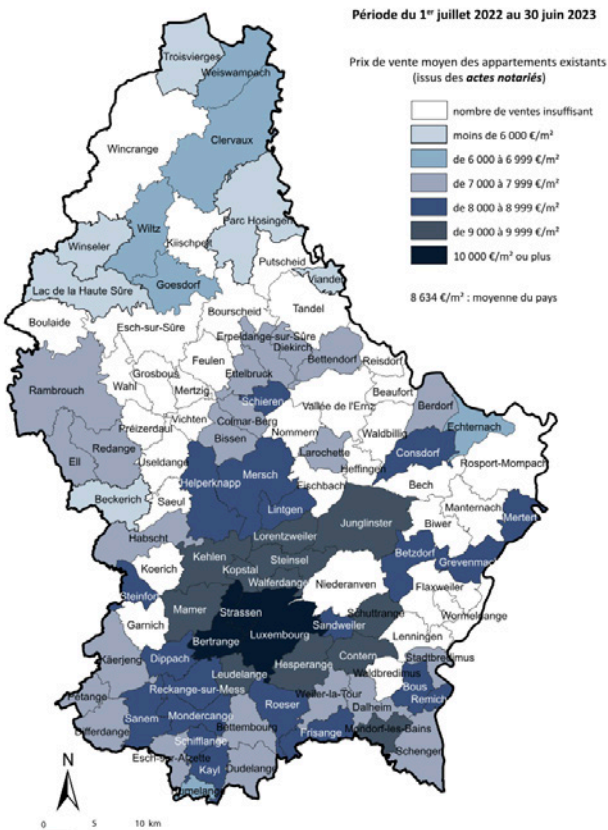 Période du 1er juillet 2022 au 30 juin 2023
Prix de vente moyen des appartements existants
(issus des actes notariés)
nombre de ventes insuffisant
moins de 6 000 €/m²
de 6 000 à 6 999 €/m²
de 7 000 à 7 999 €/m²
de 8 000 à 8 999 €/m²
de 9 000 à 9 999 €/m²
10 000 €/m² ou plus
8 634 €/m² : moyenne du pays
Troisvierges
Weiswampach
Clervaux
Wincrange
Parc Hosingen
Wiltz
Kiischpelt
Winseler
Putscheid
Vianden
Goesdorf
Lac de la Haute Sûre
Tandel
Bourscheid
Boulaide
Esch-sur-Sûre
Erpeldange-sur-Sûre
Diekirch
Bettendorf
Reisdorf
Feulen
Ettelbruck
Grosbous
Rambrouch
Wahl
Mertzig
Beaufort
Schieren
Vallée de l'Ernz
Berdorf
Vichten
Colmar-Berg
Préizerdaul
Nommern
Waldbillig
Echternach
Bissen
Redange
Larochette
Consdorf
Ell
Useldange
Heffingen
Rosport-Mompach
Mersch
Helperknapp
Fischbach
Bech
Beckerich
Saeul
Lintgen
Manternach
Mertert
Junglinster
Biwer
Habscht
Lorentzweiler
Kehlen
Steinsel
Betzdorf
Grevenmach
Koerich
Kopstal
Walferdange
Niederanven
Flaxweiler
Steinfort
Mamer
Strassen
Schuttrange
Wormeldange
Garnich
Sandweiler
Luxembourg
Lenningen
Bertrange
Käerjeng
Dippach
Contern
Stadtbredimus
Hesperange
Leudelange
Waldbredimus
Reckange-sur-Mess
Weiler-la-Tour
Bous
Pétange
Roeser
Remich
Dalheim
Sanem
Mondercange
Bettembourg
Differdange
Frisange
Mondorf-les-Bains
Schifflange
Schengen
Esch-sur-Alzette
Kayl
Dudelange
Rumelange
N
0 5 10 km